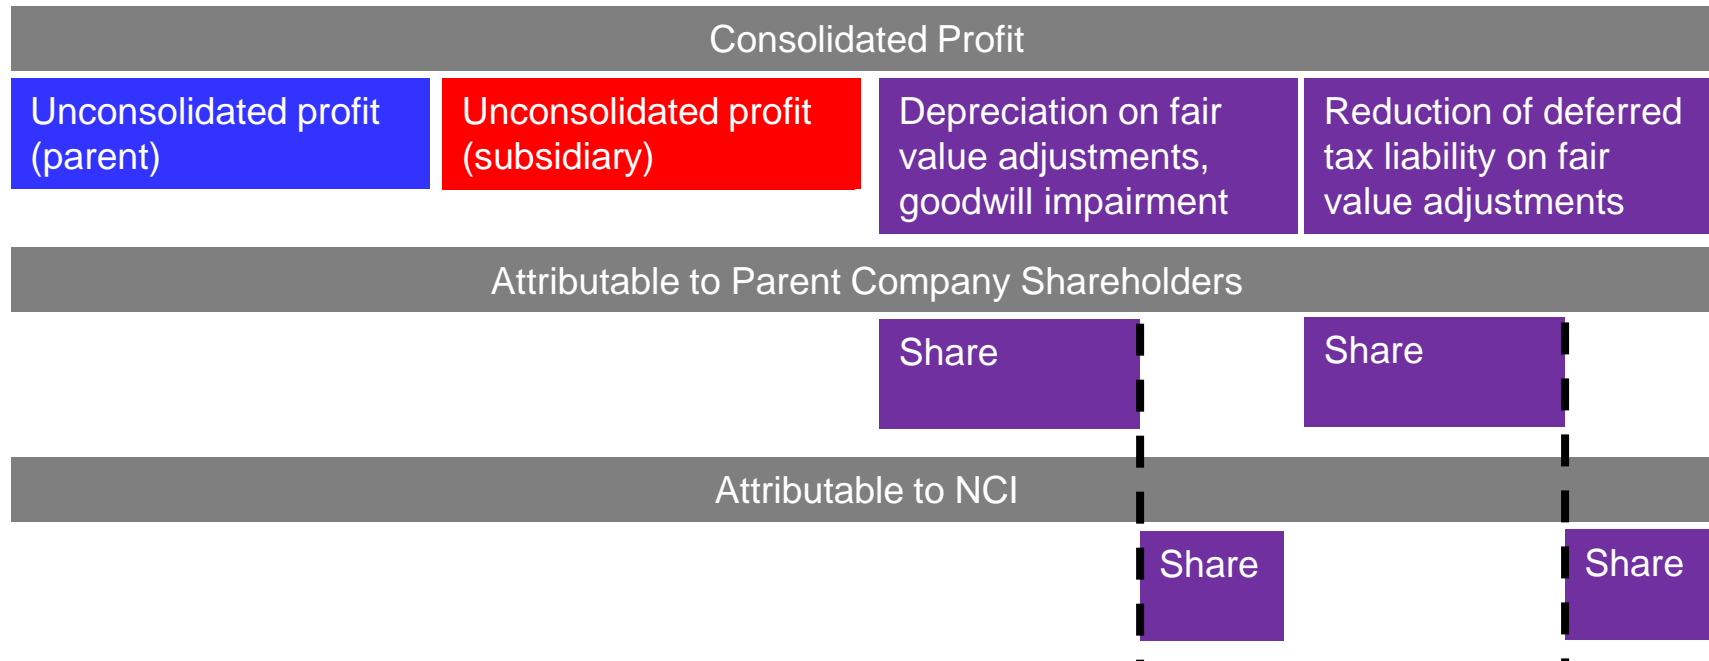 Consolidated Profit
Unconsolidated profit
(parent)
Unconsolidated profit
(subsidiary)
Depreciation on fair
value adjustments,
goodwill impairment
Reduction of deferred
tax liability on fair
value adjustments
Attributable to Parent Company Shareholders
Share
Share
Attributable to NCI
Share
Share